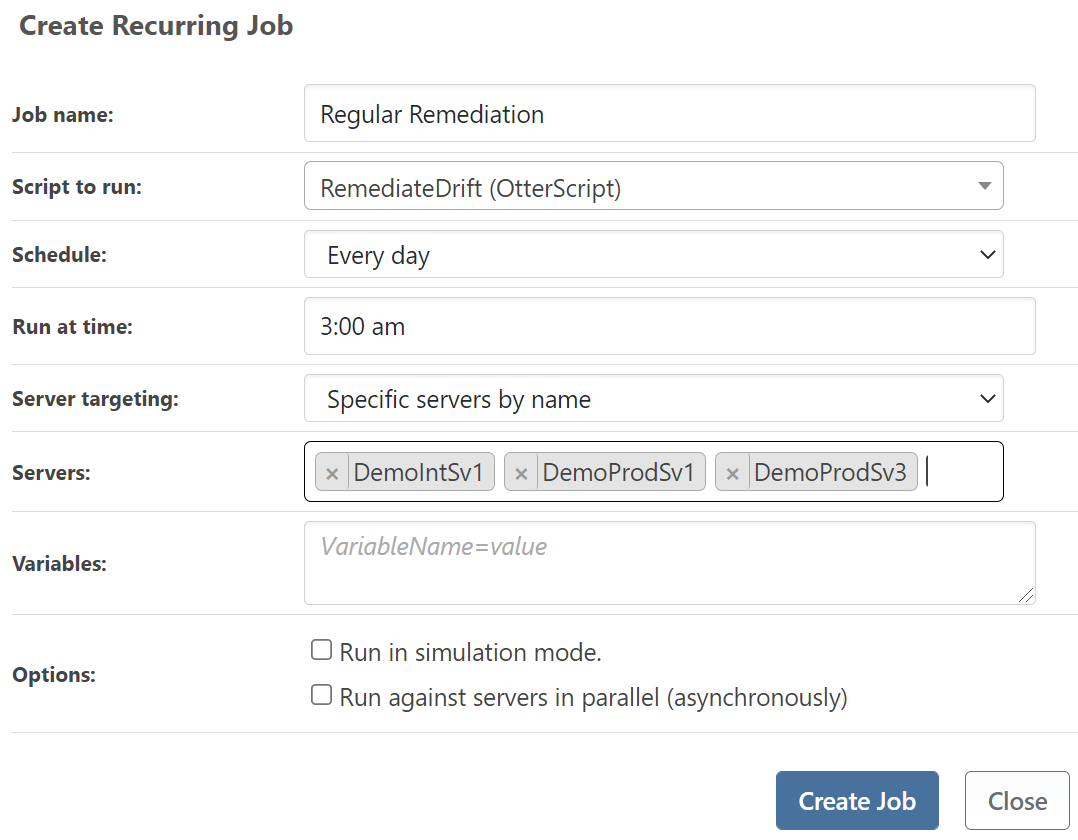 Create Recurring Job
Job name: Regular Remediation
Script to run: RemediateDrift (OtterScript)
Schedule: Every day
Run at time: 3:00 am
Server targeting: Specific servers by name
Servers: × DemoIntSv1 × DemoProdSv1 × DemoProdSv3
Variables: VariableName=value
Options: Run in simulation mode.
Run against servers in parallel (asynchronously)
Create Job Close